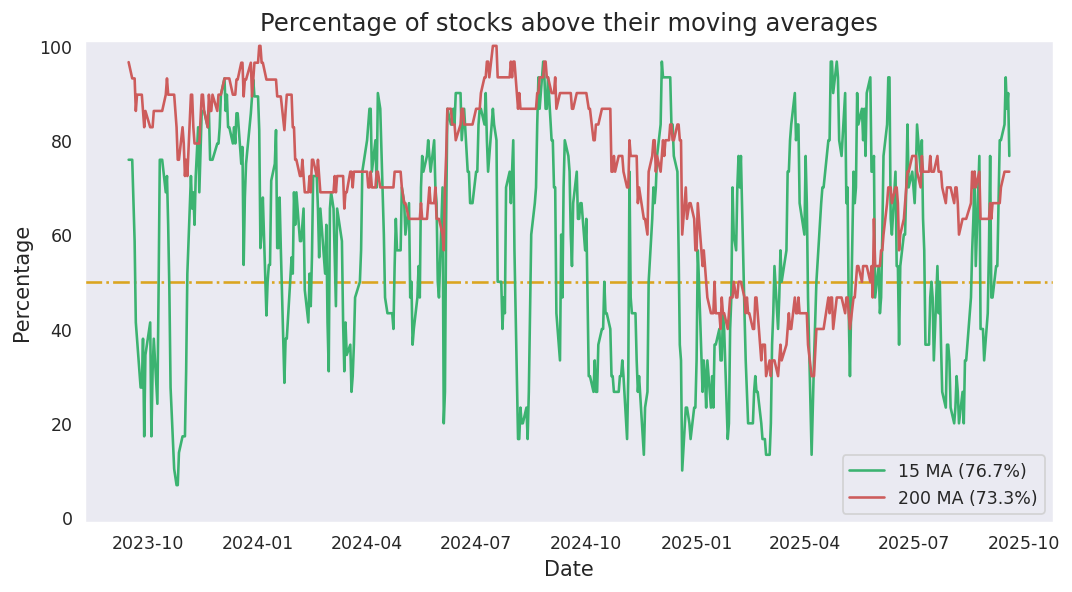 Percentage of stocks above their moving averages
Percentage
100
80
60
40
20
0
15 MA (76.7%)
200 MA (73.3%)
2023-10 2024-01 2024-04 2024-07 2024-10 2025-01 2025-04 2025-07 2025-10
Date